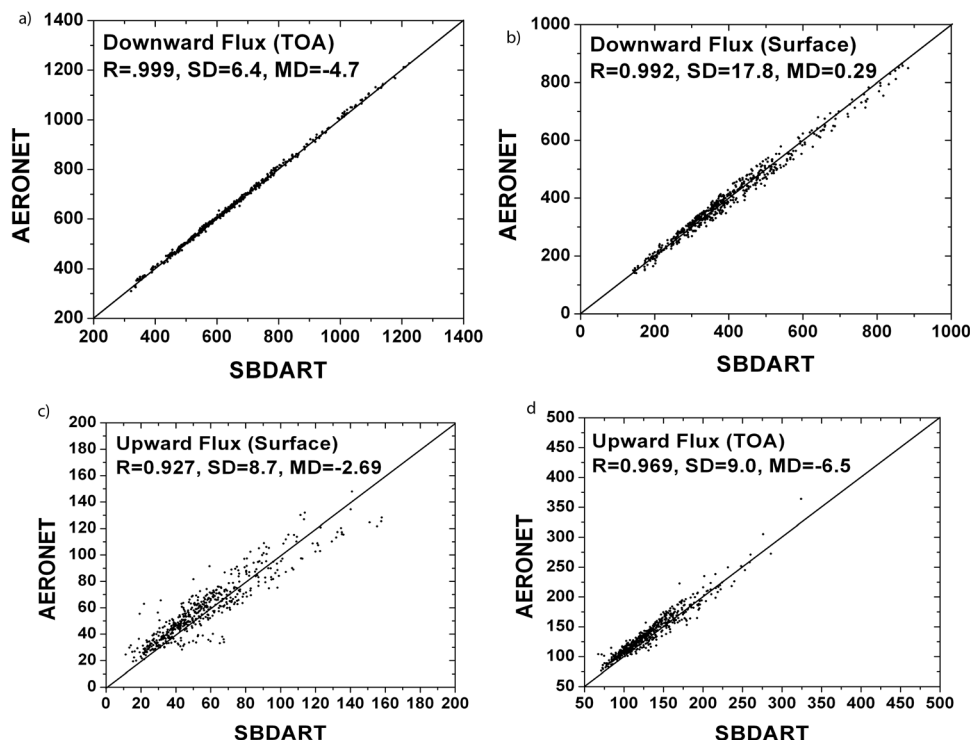 a)
Downward Flux (TOA)
R=.999, SD=6.4, MD=-4.7
AERONET
1400
1200
1000
800
600
400
200
200 400 600 800 1000 1200 1400
SBDART
b)
Downward Flux (Surface)
R=0.992, SD=17.8, MD=0.29
AERONET
1000
800
600
400
200
0
0 200 400 600 800 1000
SBDART
c)
Upward Flux (Surface)
R=0.927, SD=8.7, MD=-2.69
AERONET
200
180
160
140
120
100
80
60
40
20
0
0 20 40 60 80 100 120 140 160 180 200
SBDART
d
Upward Flux (TOA)
R=0.969, SD=9.0, MD=-6.5
AERONET
500
450
400
350
300
250
200
150
100
50
50 100 150 200 250 300 350 400 450 500
SBDART